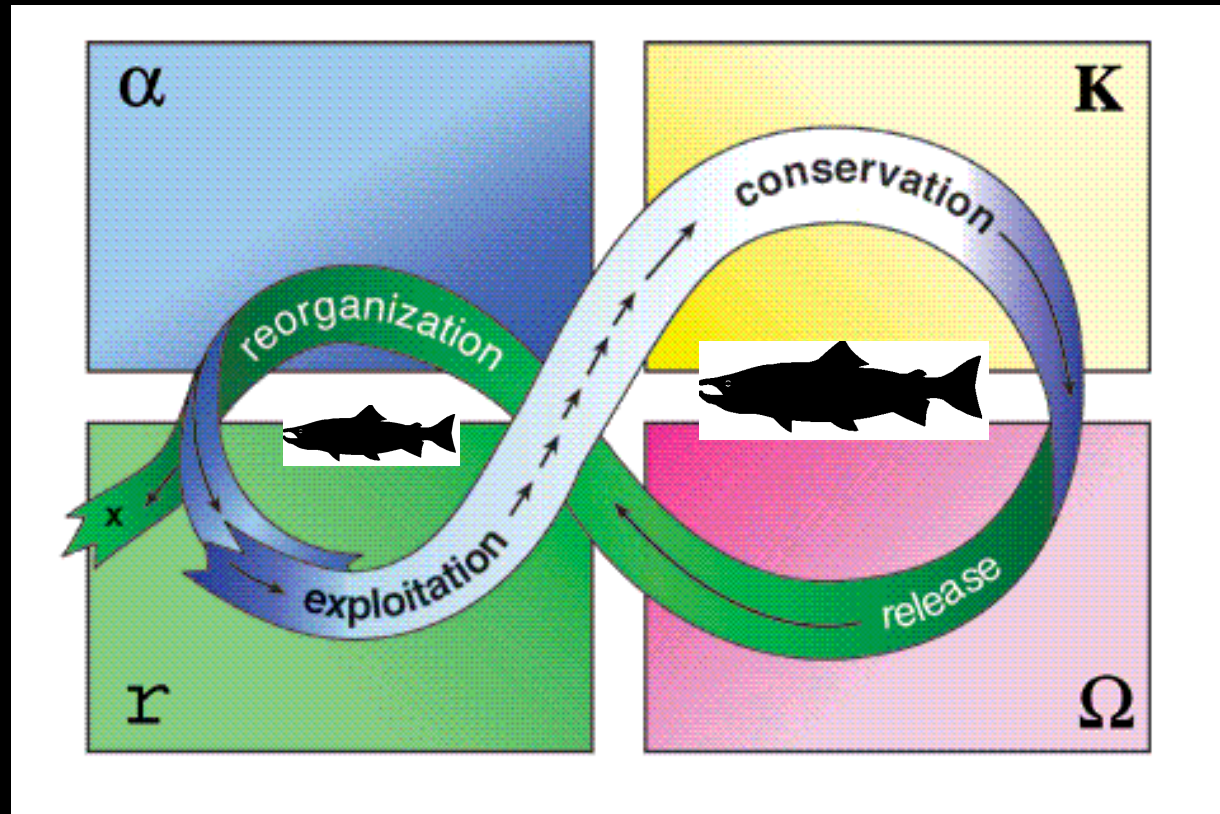 α
K
conservation
reorganization
x
exploitation
release
r
Ω